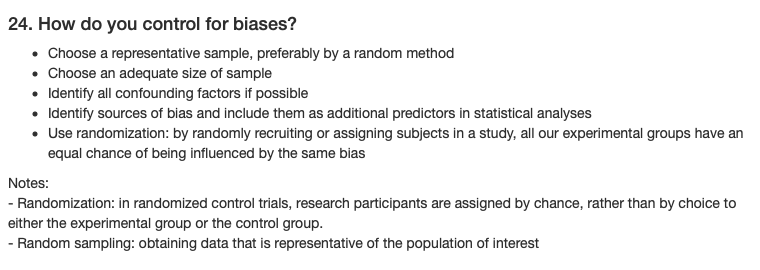 24. How do you control for biases?
• Choose a representative sample, preferably by a random method
• Choose an adequate size of sample
• Identify all confounding factors if possible
• Identify sources of bias and include them as additional predictors in statistical analyses
• Use randomization: by randomly recruiting or assigning subjects in a study, all our experimental groups have an
equal chance of being influenced by the same bias
Notes:
- Randomization: in randomized control trials, research participants are assigned by chance, rather than by choice to
either the experimental group or the control group.
- Random sampling: obtaining data that is representative of the population of interest